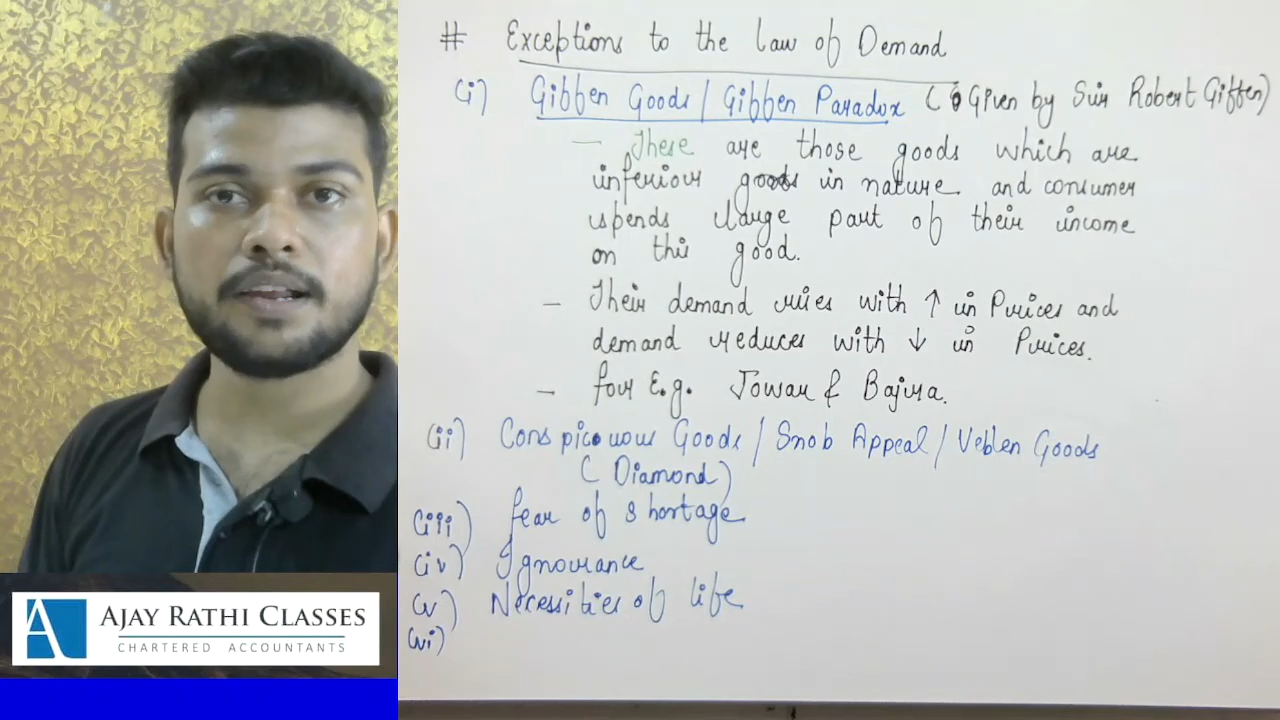 # Exceptions to the law of Demand
(i) Giffen Goods / Giffen Paradox (Given by Sir Robert Giffen)
— These are those goods which are
inferior goods in nature and consumer
spends large part of their income
on this good.
— Their demand rises with ↑ in Prices and
demand reduces with ↓ in Prices.
— for E.g. Jowar & Bajra.
(ii) Conspicuous Goods / Snob Appeal / Veblen Goods
(Diamond)
(iii) fear of shortage
(iv) Ignorance
(v) Necessities of life
(vi)
A
AJAY RATHI CLASSES
CHARTERED ACCOUNTANTS